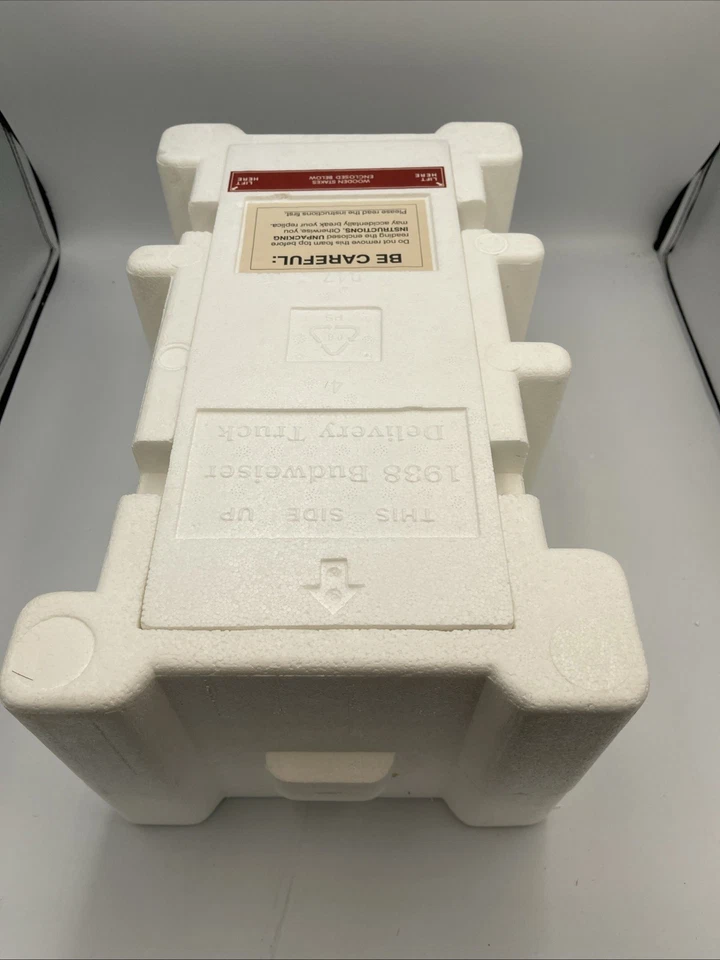 THIS SIDE UP
1938 Budweiser
Delivery Truck
BE CAREFUL:
Do not remove this foam top before
reading the enclosed UNPACKING
INSTRUCTIONS. Otherwise, you
may accidentally break your replica.
Please read the instructions first.
LIFT HERE
WOODEN STAKES
ENCLOSED BELOW
LIFT HERE